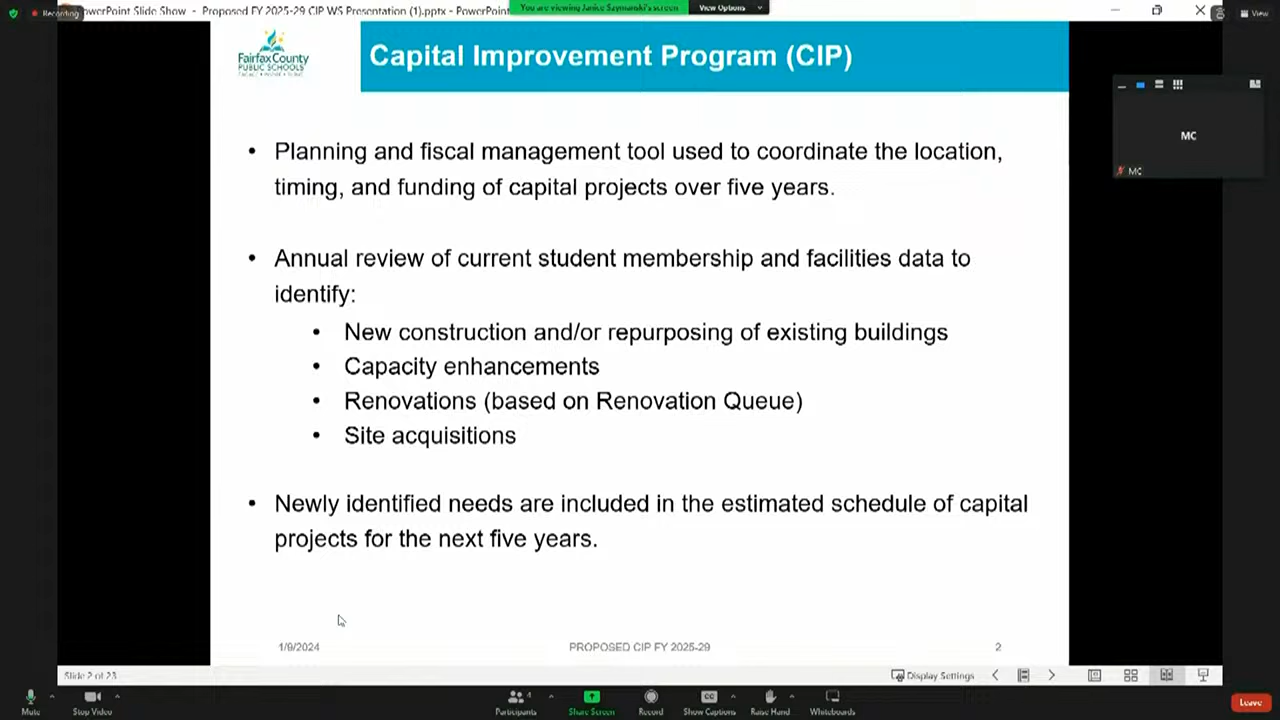 Recording
PowerPoint Slide Show - Proposed FY 2025-29 CIP WS Presentation (1).pptx - PowerPoint
You are viewing Janice Szymanski's screen
View Options
View
Fairfax County
PUBLIC SCHOOLS
Capital Improvement Program (CIP)
MC
MC
• Planning and fiscal management tool used to coordinate the location,
timing, and funding of capital projects over five years.
• Annual review of current student membership and facilities data to
identify:
• New construction and/or repurposing of existing buildings
• Capacity enhancements
• Renovations (based on Renovation Queue)
• Site acquisitions
• Newly identified needs are included in the estimated schedule of capital
projects for the next five years.
1/9/2024
PROPOSED CIP FY 2025-29
2
Slide 2 of 23
Display Settings
Mute
Stop Video
Participants
4
Share Screen
Record
CC
Show Captions
Raise Hand
Whiteboards
Leave